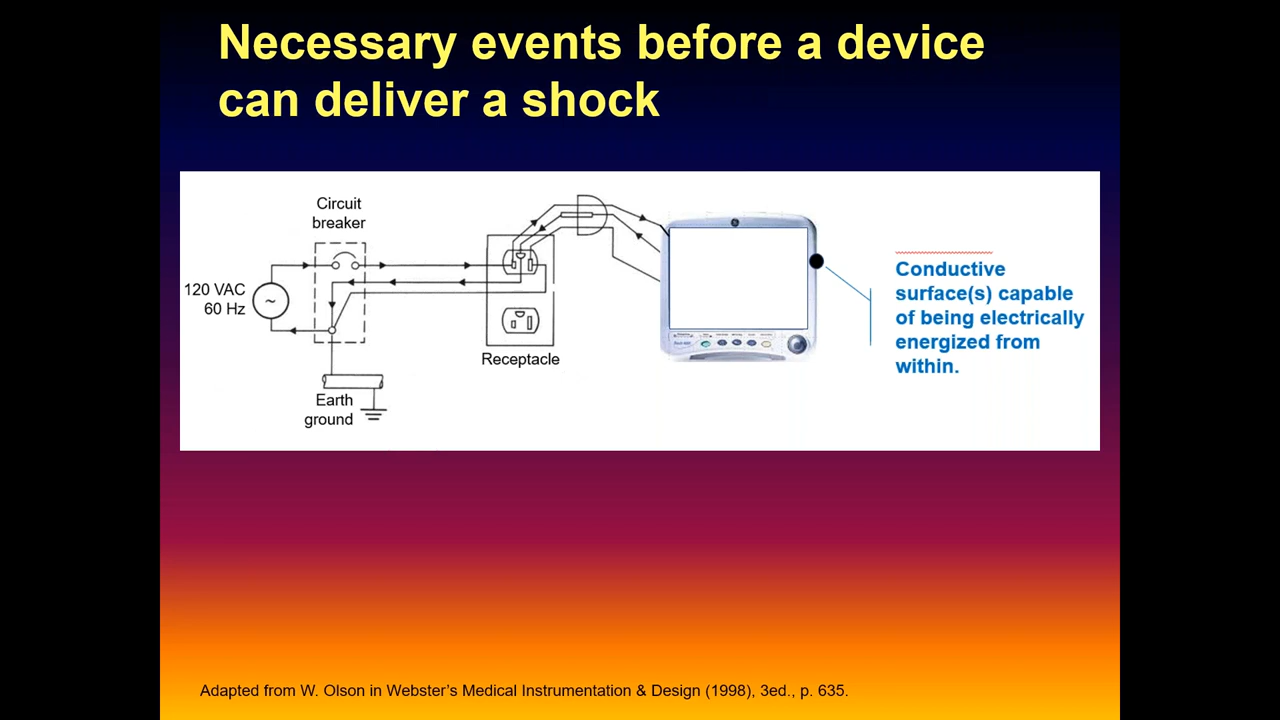 Necessary events before a device
can deliver a shock
Circuit
breaker
120 VAC
60 Hz
~
Receptacle
Earth
ground
Conductive
surface(s) capable
of being electrically
energized from
within.
Adapted from W. Olson in Webster's Medical Instrumentation & Design (1998), 3ed., p. 635.